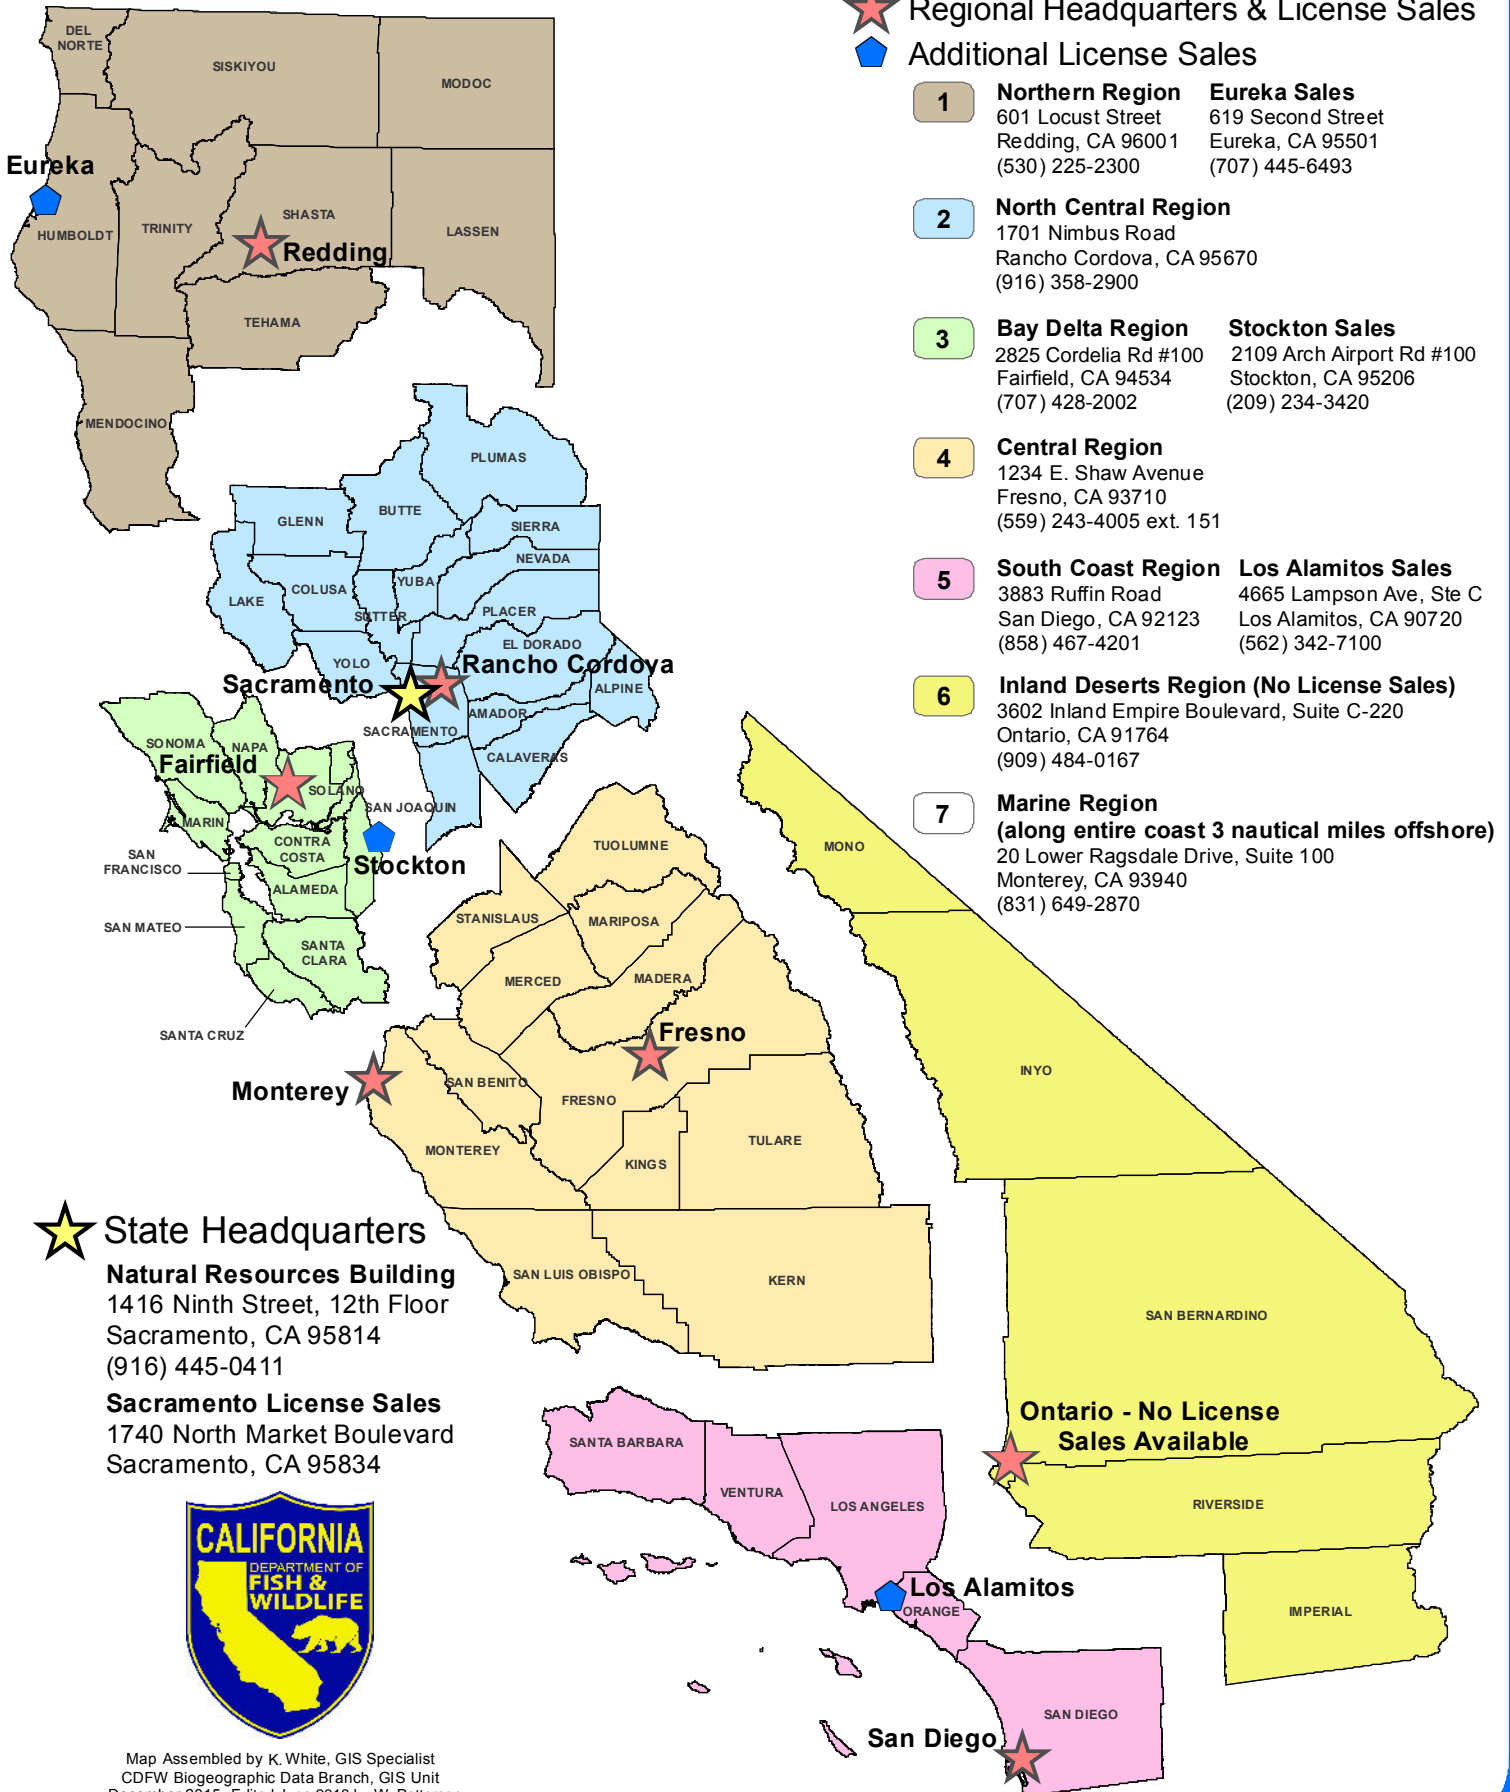 Regional Headquarters & License Sales
Additional License Sales
1
Northern Region
601 Locust Street
Redding, CA 96001
(530) 225-2300
Eureka Sales
619 Second Street
Eureka, CA 95501
(707) 445-6493
2
North Central Region
1701 Nimbus Road
Rancho Cordova, CA 95670
(916) 358-2900
3
Bay Delta Region
2825 Cordelia Rd #100
Fairfield, CA 94534
(707) 428-2002
Stockton Sales
2109 Arch Airport Rd #100
Stockton, CA 95206
(209) 234-3420
4
Central Region
1234 E. Shaw Avenue
Fresno, CA 93710
(559) 243-4005 ext. 151
5
South Coast Region
3883 Ruffin Road
San Diego, CA 92123
(858) 467-4201
Los Alamitos Sales
4665 Lampson Ave, Ste C
Los Alamitos, CA 90720
(562) 342-7100
6
Inland Deserts Region (No License Sales)
3602 Inland Empire Boulevard, Suite C-220
Ontario, CA 91764
(909) 484-0167
7
Marine Region
(along entire coast 3 nautical miles offshore)
20 Lower Ragsdale Drive, Suite 100
Monterey, CA 93940
(831) 649-2870
DEL
NORTE
SISKIYOU
MODOC
Eureka
HUMBOLDT
TRINITY
SHASTA
Redding
LASSEN
TEHAMA
MENDOCINO
PLUMAS
GLENN
BUTTE
SIERRA
NEVADA
LAKE
COLUSA
YUBA
SUTTER
PLACER
EL DORADO
YOLO
Rancho Cordova
Sacramento
ALPINE
AMADOR
SACRAMENTO
CALAVERAS
SONOMA
NAPA
Fairfield
SOLANO
SAN JOAQUIN
MARIN
CONTRA
COSTA
Stockton
SAN
FRANCISCO
ALAMEDA
SAN MATEO
SANTA
CLARA
SANTA CRUZ
TUOLUMNE
STANISLAUS
MARIPOSA
MERCED
MADERA
Fresno
Monterey
SAN BENITO
FRESNO
MONTEREY
KINGS
TULARE
SAN LUIS OBISPO
KERN
MONO
INYO
SAN BERNARDINO
Ontario - No License
Sales Available
RIVERSIDE
IMPERIAL
SANTA BARBARA
VENTURA
LOS ANGELES
Los Alamitos
ORANGE
SAN DIEGO
San Diego
State Headquarters
Natural Resources Building
1416 Ninth Street, 12th Floor
Sacramento, CA 95814
(916) 445-0411
Sacramento License Sales
1740 North Market Boulevard
Sacramento, CA 95834
CALIFORNIA
DEPARTMENT OF
FISH &
WILDLIFE
Map Assembled by K. White, GIS Specialist
CDFW Biogeographic Data Branch, GIS Unit